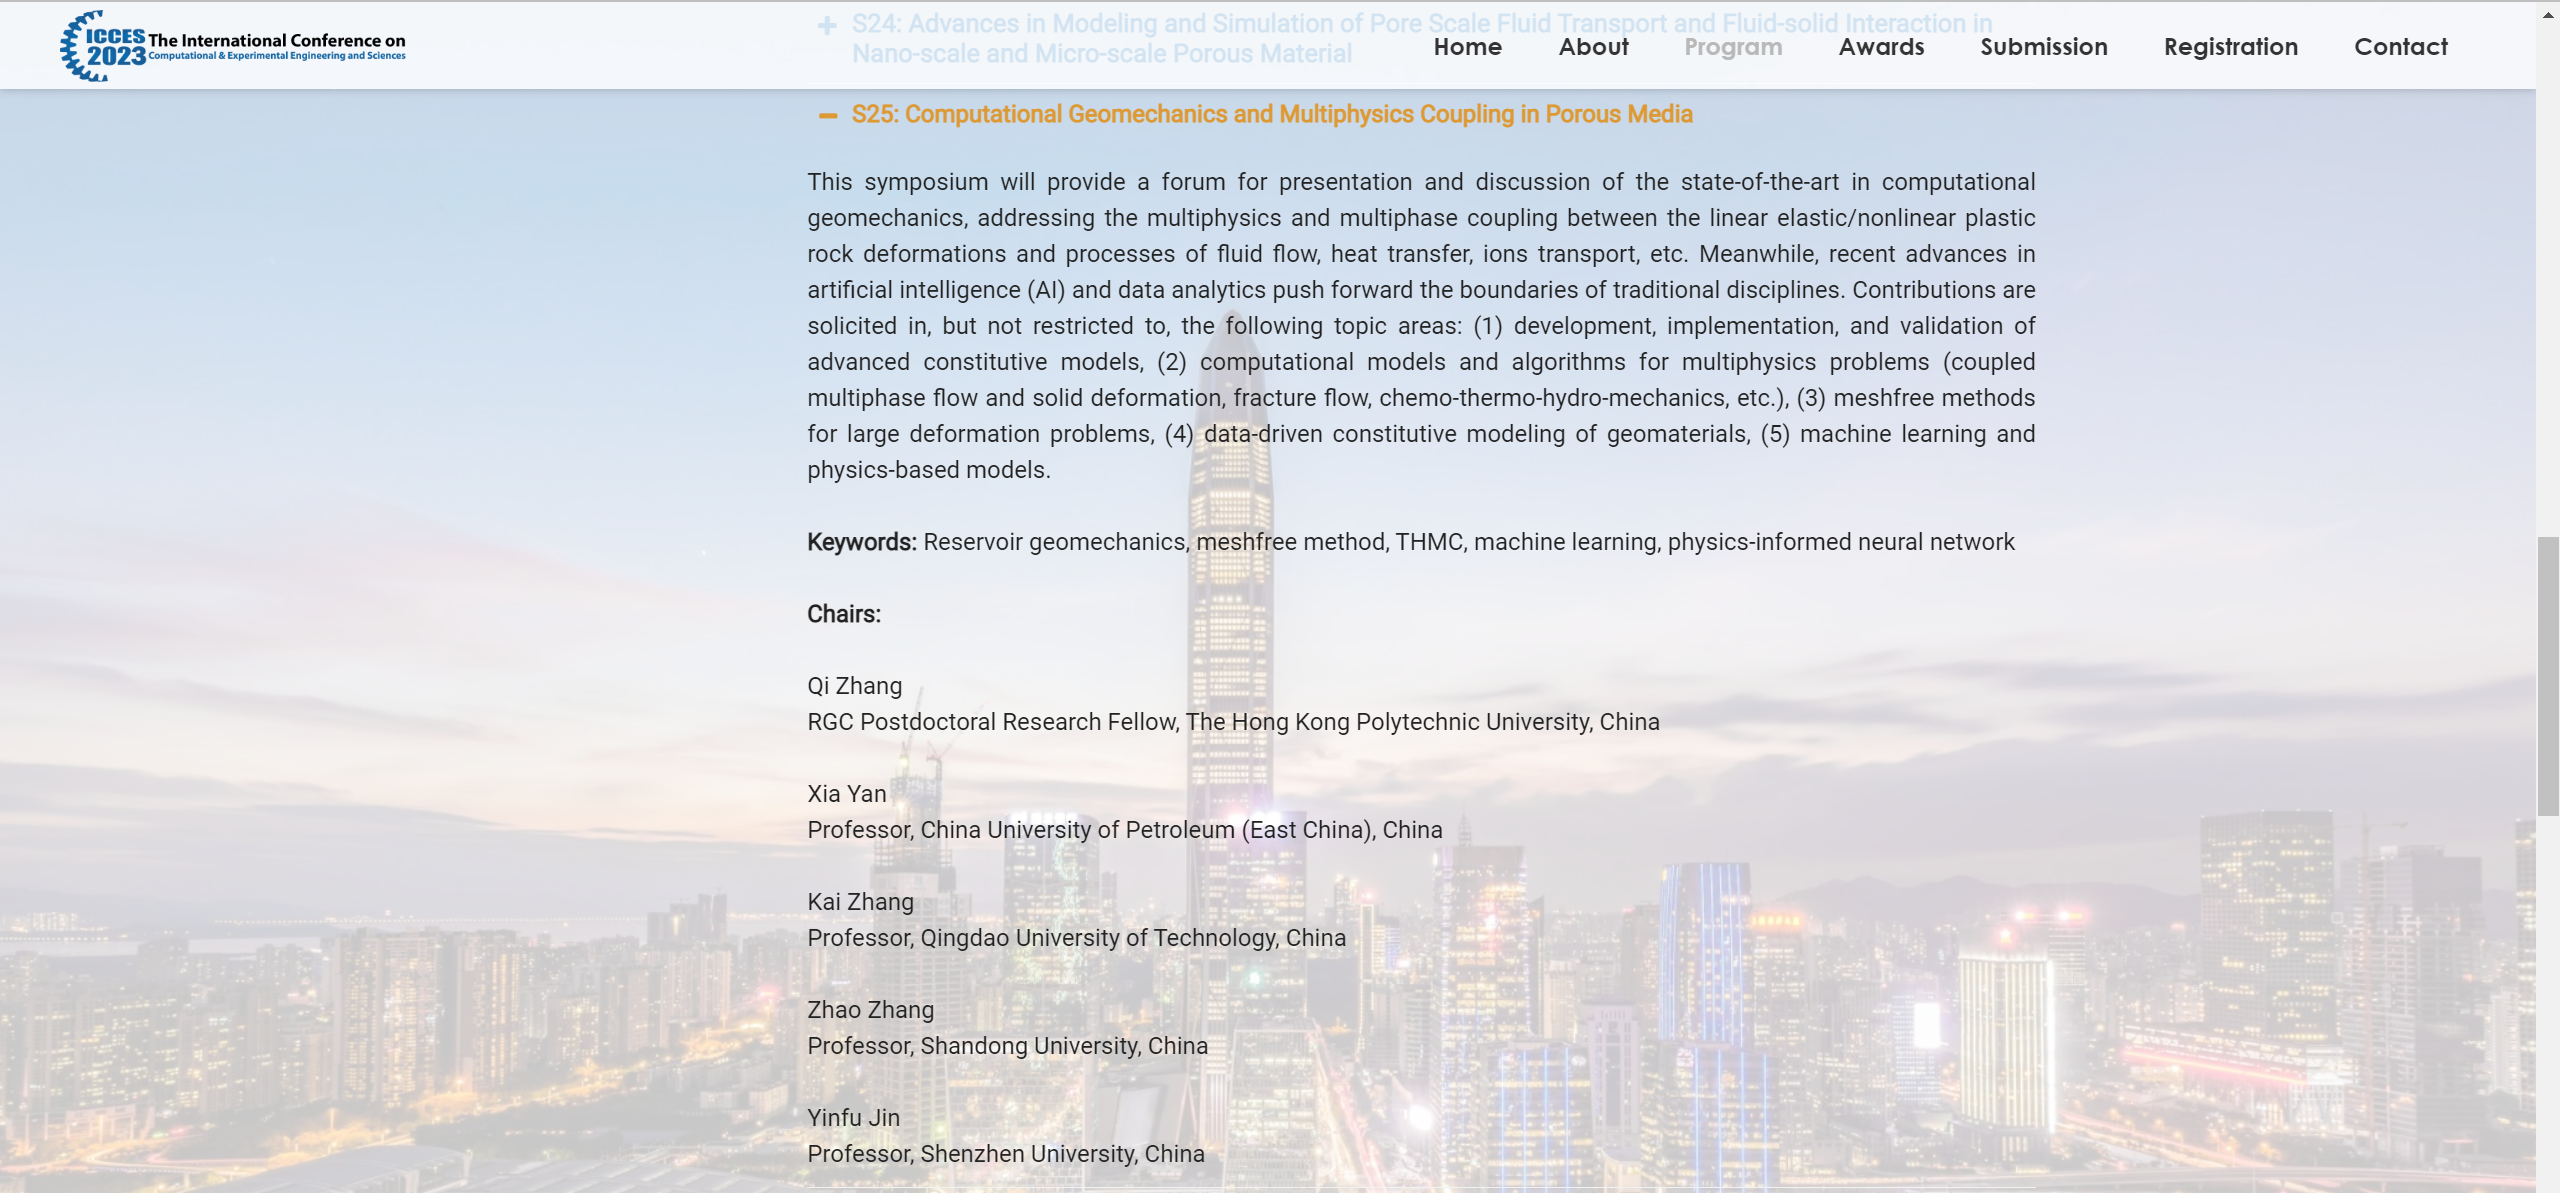 S24: Advances in Modeling and Simulation of Pore Scale Fluid Transport and Fluid-solid Interaction in
Nano-scale and Micro-scale Porous Material
ICCES
2023
The International Conference on
Computational & Experimental Engineering and Sciences
Home About Program Awards Submission Registration Contact
S25: Computational Geomechanics and Multiphysics Coupling in Porous Media
This symposium will provide a forum for presentation and discussion of the state-of-the-art in computational
geomechanics, addressing the multiphysics and multiphase coupling between the linear elastic/nonlinear plastic
rock deformations and processes of fluid flow, heat transfer, ions transport, etc. Meanwhile, recent advances in
artificial intelligence (AI) and data analytics push forward the boundaries of traditional disciplines. Contributions are
solicited in, but not restricted to, the following topic areas: (1) development, implementation, and validation of
advanced constitutive models, (2) computational models and algorithms for multiphysics problems (coupled
multiphase flow and solid deformation, fracture flow, chemo-thermo-hydro-mechanics, etc.), (3) meshfree methods
for large deformation problems, (4) data-driven constitutive modeling of geomaterials, (5) machine learning and
physics-based models.
Keywords: Reservoir geomechanics, meshfree method, THMC, machine learning, physics-informed neural network
Chairs:
Qi Zhang
RGC Postdoctoral Research Fellow, The Hong Kong Polytechnic University, China
Xia Yan
Professor, China University of Petroleum (East China), China
Kai Zhang
Professor, Qingdao University of Technology, China
Zhao Zhang
Professor, Shandong University, China
Yinfu Jin
Professor, Shenzhen University, China